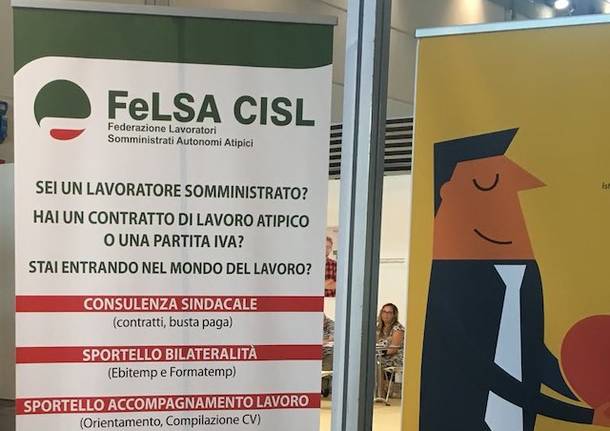 FeLSA CISL
Federazione Lavoratori
Somministrati Autonomi Atipici
SEI UN LAVORATORE SOMMINISTRATO?
HAI UN CONTRATTO DI LAVORO ATIPICO
O UNA PARTITA IVA?
STAI ENTRANDO NEL MONDO DEL LAVORO?
CONSULENZA SINDACALE
(contratti, busta paga)
SPORTELLO BILATERALITÀ
(Ebitemp e Formatemp)
SPORTELLO ACCOMPAGNAMENTO LAVORO
(Orientamento, Compilazione CV)